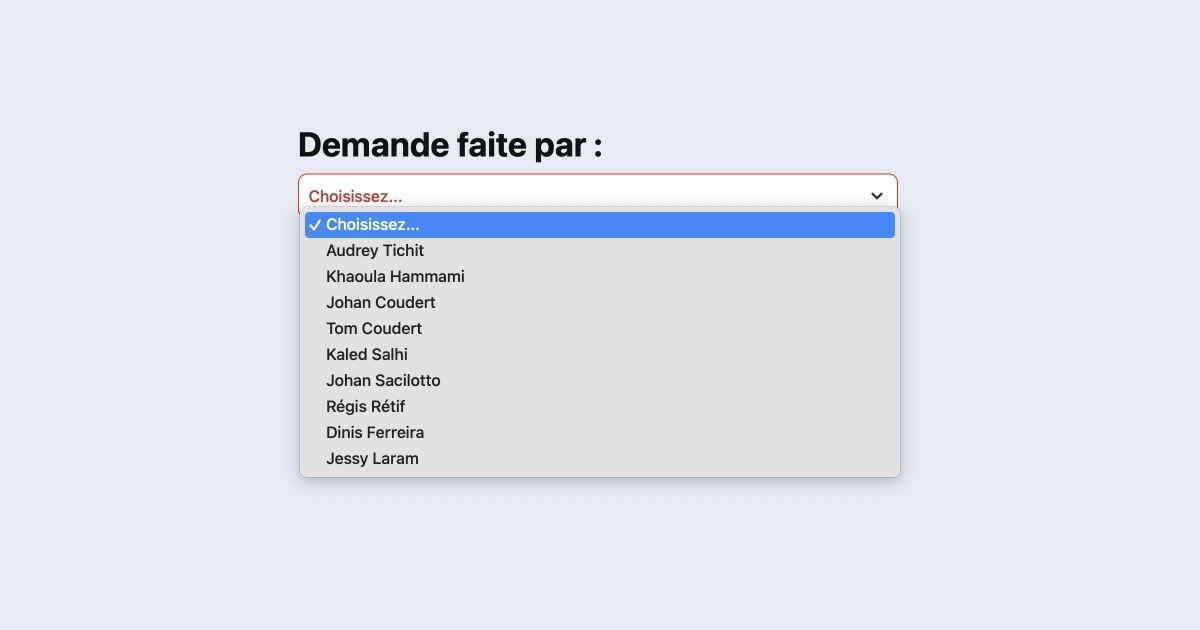 Demande faite par :
Choisissez...
✓ Choisissez...
Audrey Tichit
Khaoula Hammami
Johan Coudert
Tom Coudert
Kaled Salhi
Johan Sacilotto
Régis Rétif
Dinis Ferreira
Jessy Laram